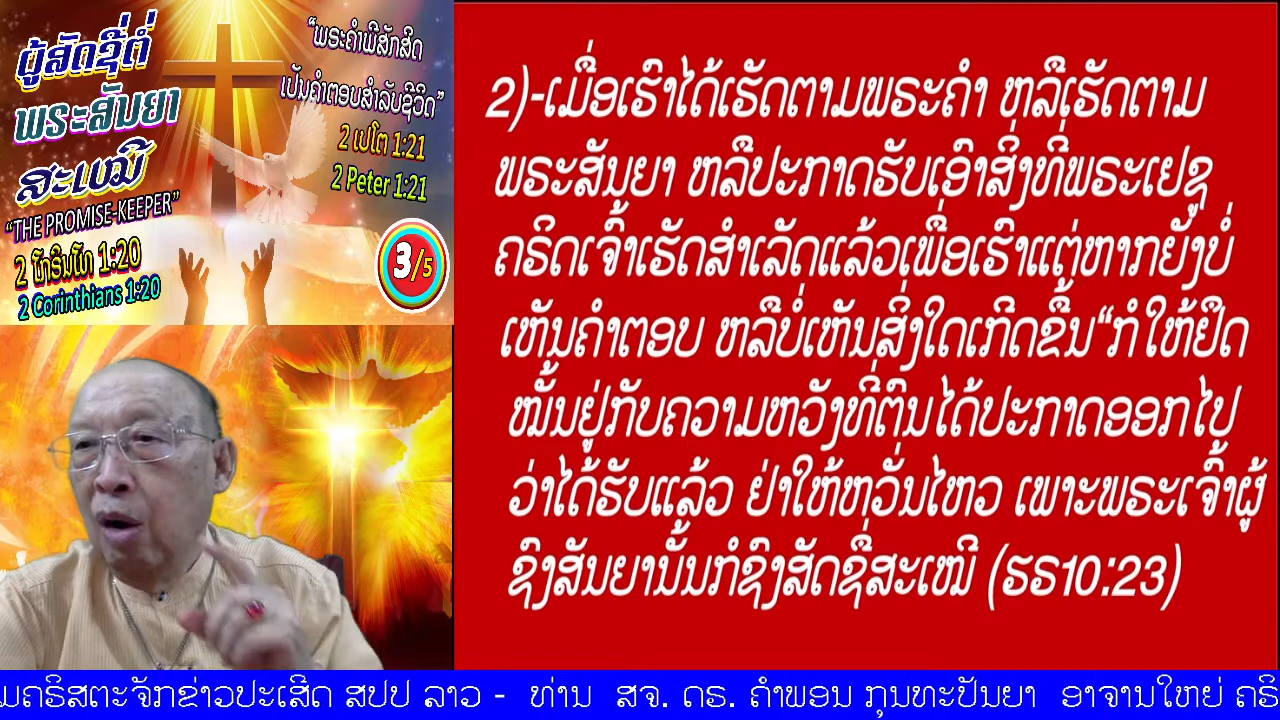 ຜູ້ສັດຊື່ຕໍ່
ພຣະສັນຍາ
ສະເໝີ
“THE PROMISE-KEEPER”
2 ໂກຣິນໂທ 1:20
2 Corinthians 1:20
“ພຣະຄຳພີສັກສິດ
ເປັນຄຳຕອບສຳລັບຊີວິດ”
2 ເປໂຕ 1:21
2 Peter 1:21
3/5
2)-ເມື່ອເຮົາໄດ້ເຮັດຕາມພຣະຄຳ ຫລືເຮັດຕາມ
ພຣະສັນຍາ ຫລືປະກາດຮັບເອົາສິ່ງທີ່ພຣະເຢຊູ
ຄຣິດເຈົ້າເຮັດສຳເລັດແລ້ວເພື່ອເຮົາແຕ່ຫາກຍັງບໍ່
ເຫັນຄຳຕອບ ຫລືບໍ່ເຫັນສິ່ງໃດເກີດຂື້ນ“ກໍໃຫ້ຢຶດ
ໝັ້ນຢູ່ກັບຄວາມຫວັງທີ່ຕົນໄດ້ປະກາດອອກໄປ
ວ່າໄດ້ຮັບແລ້ວ ຢ່າໃຫ້ຫວັ່ນໄຫວ ເພາະພຣະເຈົ້າຜູ້
ຊົງສັນຍານັ້ນກໍຊົງສັດຊື່ສະເໝີ (ຮຣ10:23)
ມຄຣິສຕະຈັກຂ່າວປະເສີດ ສປປ ລາວ - ທ່ານ ສຈ. ດຣ. ຄຳພອນ ກຸນທະປັນຍາ ອາຈານໃຫຍ່ ຄຣິ